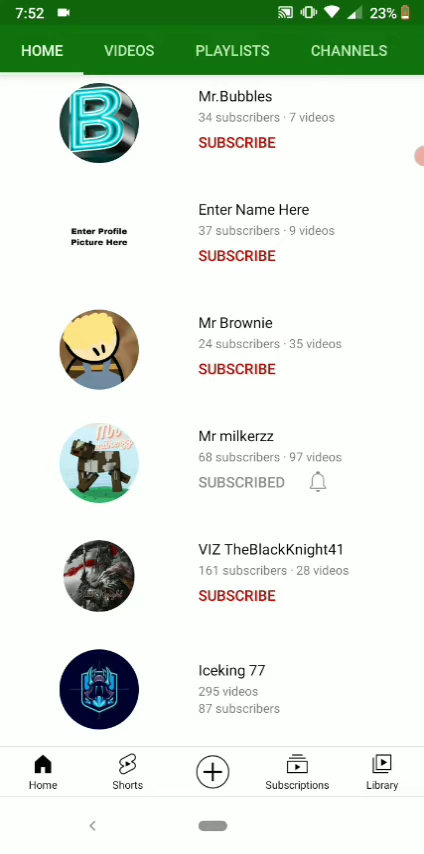 7:52 23%
HOME VIDEOS PLAYLISTS CHANNELS
B
Mr.Bubbles
34 subscribers · 7 videos
SUBSCRIBE
Enter Profile
Picture Here
Enter Name Here
37 subscribers · 9 videos
SUBSCRIBE
Mr Brownie
24 subscribers · 35 videos
SUBSCRIBE
Mr milkerzz
68 subscribers · 97 videos
SUBSCRIBED
VIZ TheBlackKnight41
161 subscribers · 28 videos
SUBSCRIBE
Iceking 77
295 videos
87 subscribers
Home Shorts Subscriptions Library